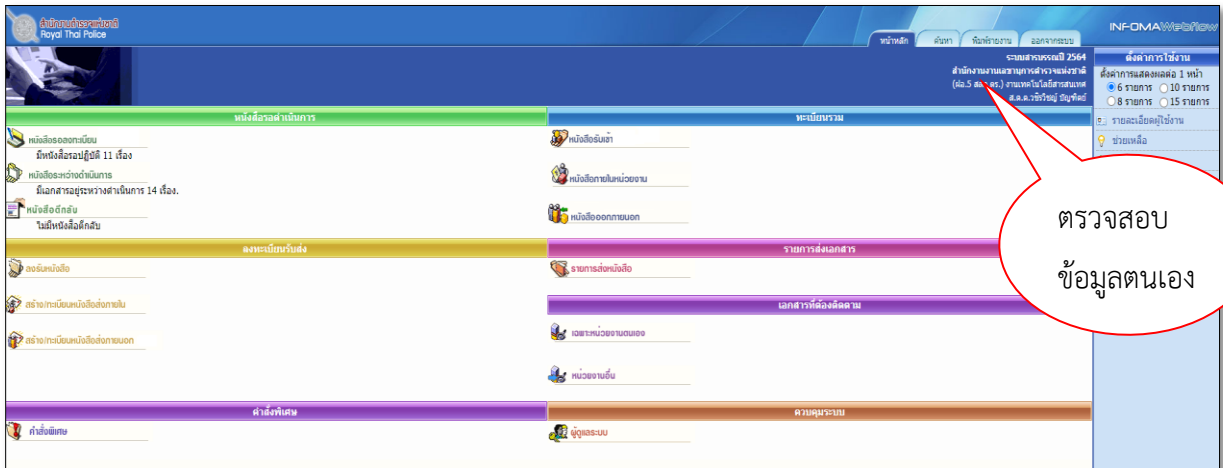 สำนักงานตำรวจแห่งชาติ
Royal Thai Police
INFOMAWebflow
หน้าหลัก ค้นหา พิมพ์รายงาน ออกจากระบบ
ระบบสารบรรณปี 2564
สำนักงานงานเลขานุการตำรวจแห่งชาติ
งานเทคโนโลยีสารสนเทศ
ส.ต.ต.วชิรวิชญ์ บัญฑิตย์
ตั้งค่าการใช้งาน
ตั้งค่าการแสดงผลต่อ 1 หน้า
6 รายการ 10 รายการ
8 รายการ 15 รายการ
รายละเอียดผู้ใช้งาน
ช่วยเหลือ
หนังสือรอดำเนินการ
หนังสือรอลงทะเบียน
มีหนังสือรอปฏิบัติ 11 เรื่อง
หนังสือระหว่างดำเนินการ
มีเอกสารอยู่ระหว่างดำเนินการ 14 เรื่อง.
หนังสือตีกลับ
ไม่มีหนังสือตีกลับ
ทะเบียนรวม
หนังสือรับเข้า
หนังสือภายในหน่วยงาน
หนังสือออกภายนอก
ตรวจสอบ
ข้อมูลตนเอง
ลงทะเบียนรับส่ง
ลงรับหนังสือ
สร้าง/ทะเบียนหนังสือส่งภายใน
สร้าง/ทะเบียนหนังสือส่งภายนอก
รายการส่งเอกสาร
รายการส่งหนังสือ
เอกสารที่ต้องติดตาม
เฉพาะหน่วยงานตนเอง
หน่วยงานอื่น
คำสั่งพิเศษ
คำสั่งพิเศษ
ควบคุมระบบ
ผู้ดูแลระบบ